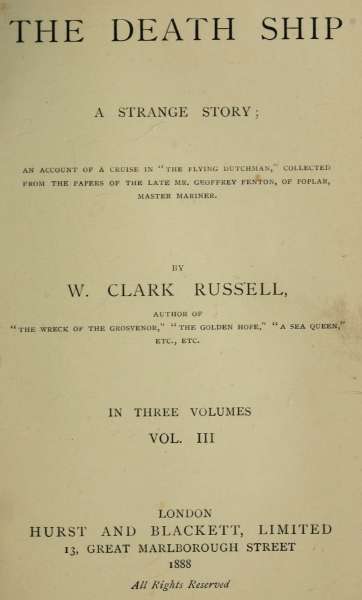 THE DEATH SHIP
A STRANGE STORY;
AN ACCOUNT OF A CRUISE IN "THE FLYING DUTCHMAN," COLLECTED
FROM THE PAPERS OF THE LATE MR. GEOFFREY FENTON, OF POPLAR,
MASTER MARINER.
BY
W. CLARK RUSSELL,
AUTHOR OF
"THE WRECK OF THE GROSVENOR," "THE GOLDEN HOPE," "A SEA QUEEN,"
ETC., ETC.
IN THREE VOLUMES
VOL. III
LONDON
HURST AND BLACKETT, LIMITED
13, GREAT MARLBOROUGH STREET
1888
All Rights Reserved